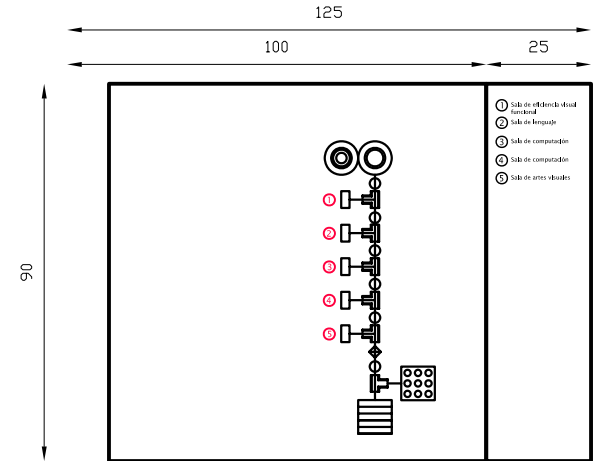 125
100
25
90
1 Sala de eficiencia visual
funcional
2 Sala de lenguaje
3 Sala de computación
4 Sala de computación
5 Sala de artes visuales
1
2
3
4
5